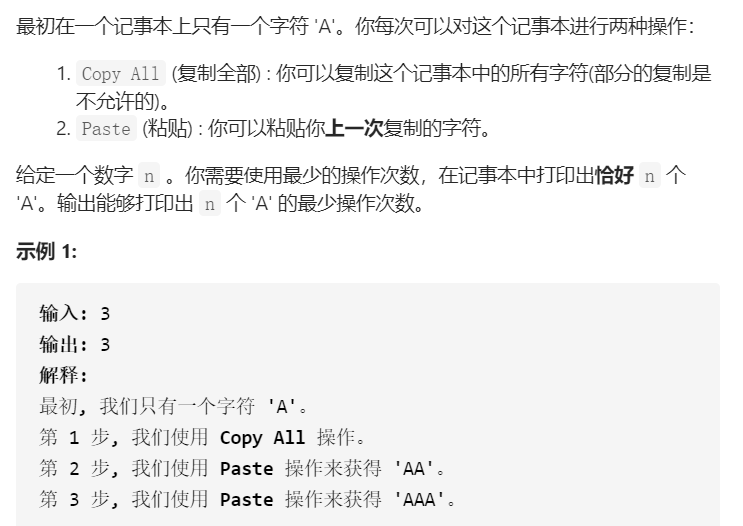 最初在一个记事本上只有一个字符 'A'。你每次可以对这个记事本进行两种操作：
1. Copy All (复制全部) : 你可以复制这个记事本中的所有字符(部分的复制是
不允许的)。
2. Paste (粘贴) : 你可以粘贴你上一次复制的字符。
给定一个数字 n 。你需要使用最少的操作次数，在记事本中打印出恰好 n 个
'A'。输出能够打印出 n 个 'A' 的最少操作次数。
示例 1:
输入: 3
输出: 3
解释:
最初, 我们只有一个字符 'A'。
第 1 步, 我们使用 Copy All 操作。
第 2 步, 我们使用 Paste 操作来获得 'AA'。
第 3 步, 我们使用 Paste 操作来获得 'AAA'。